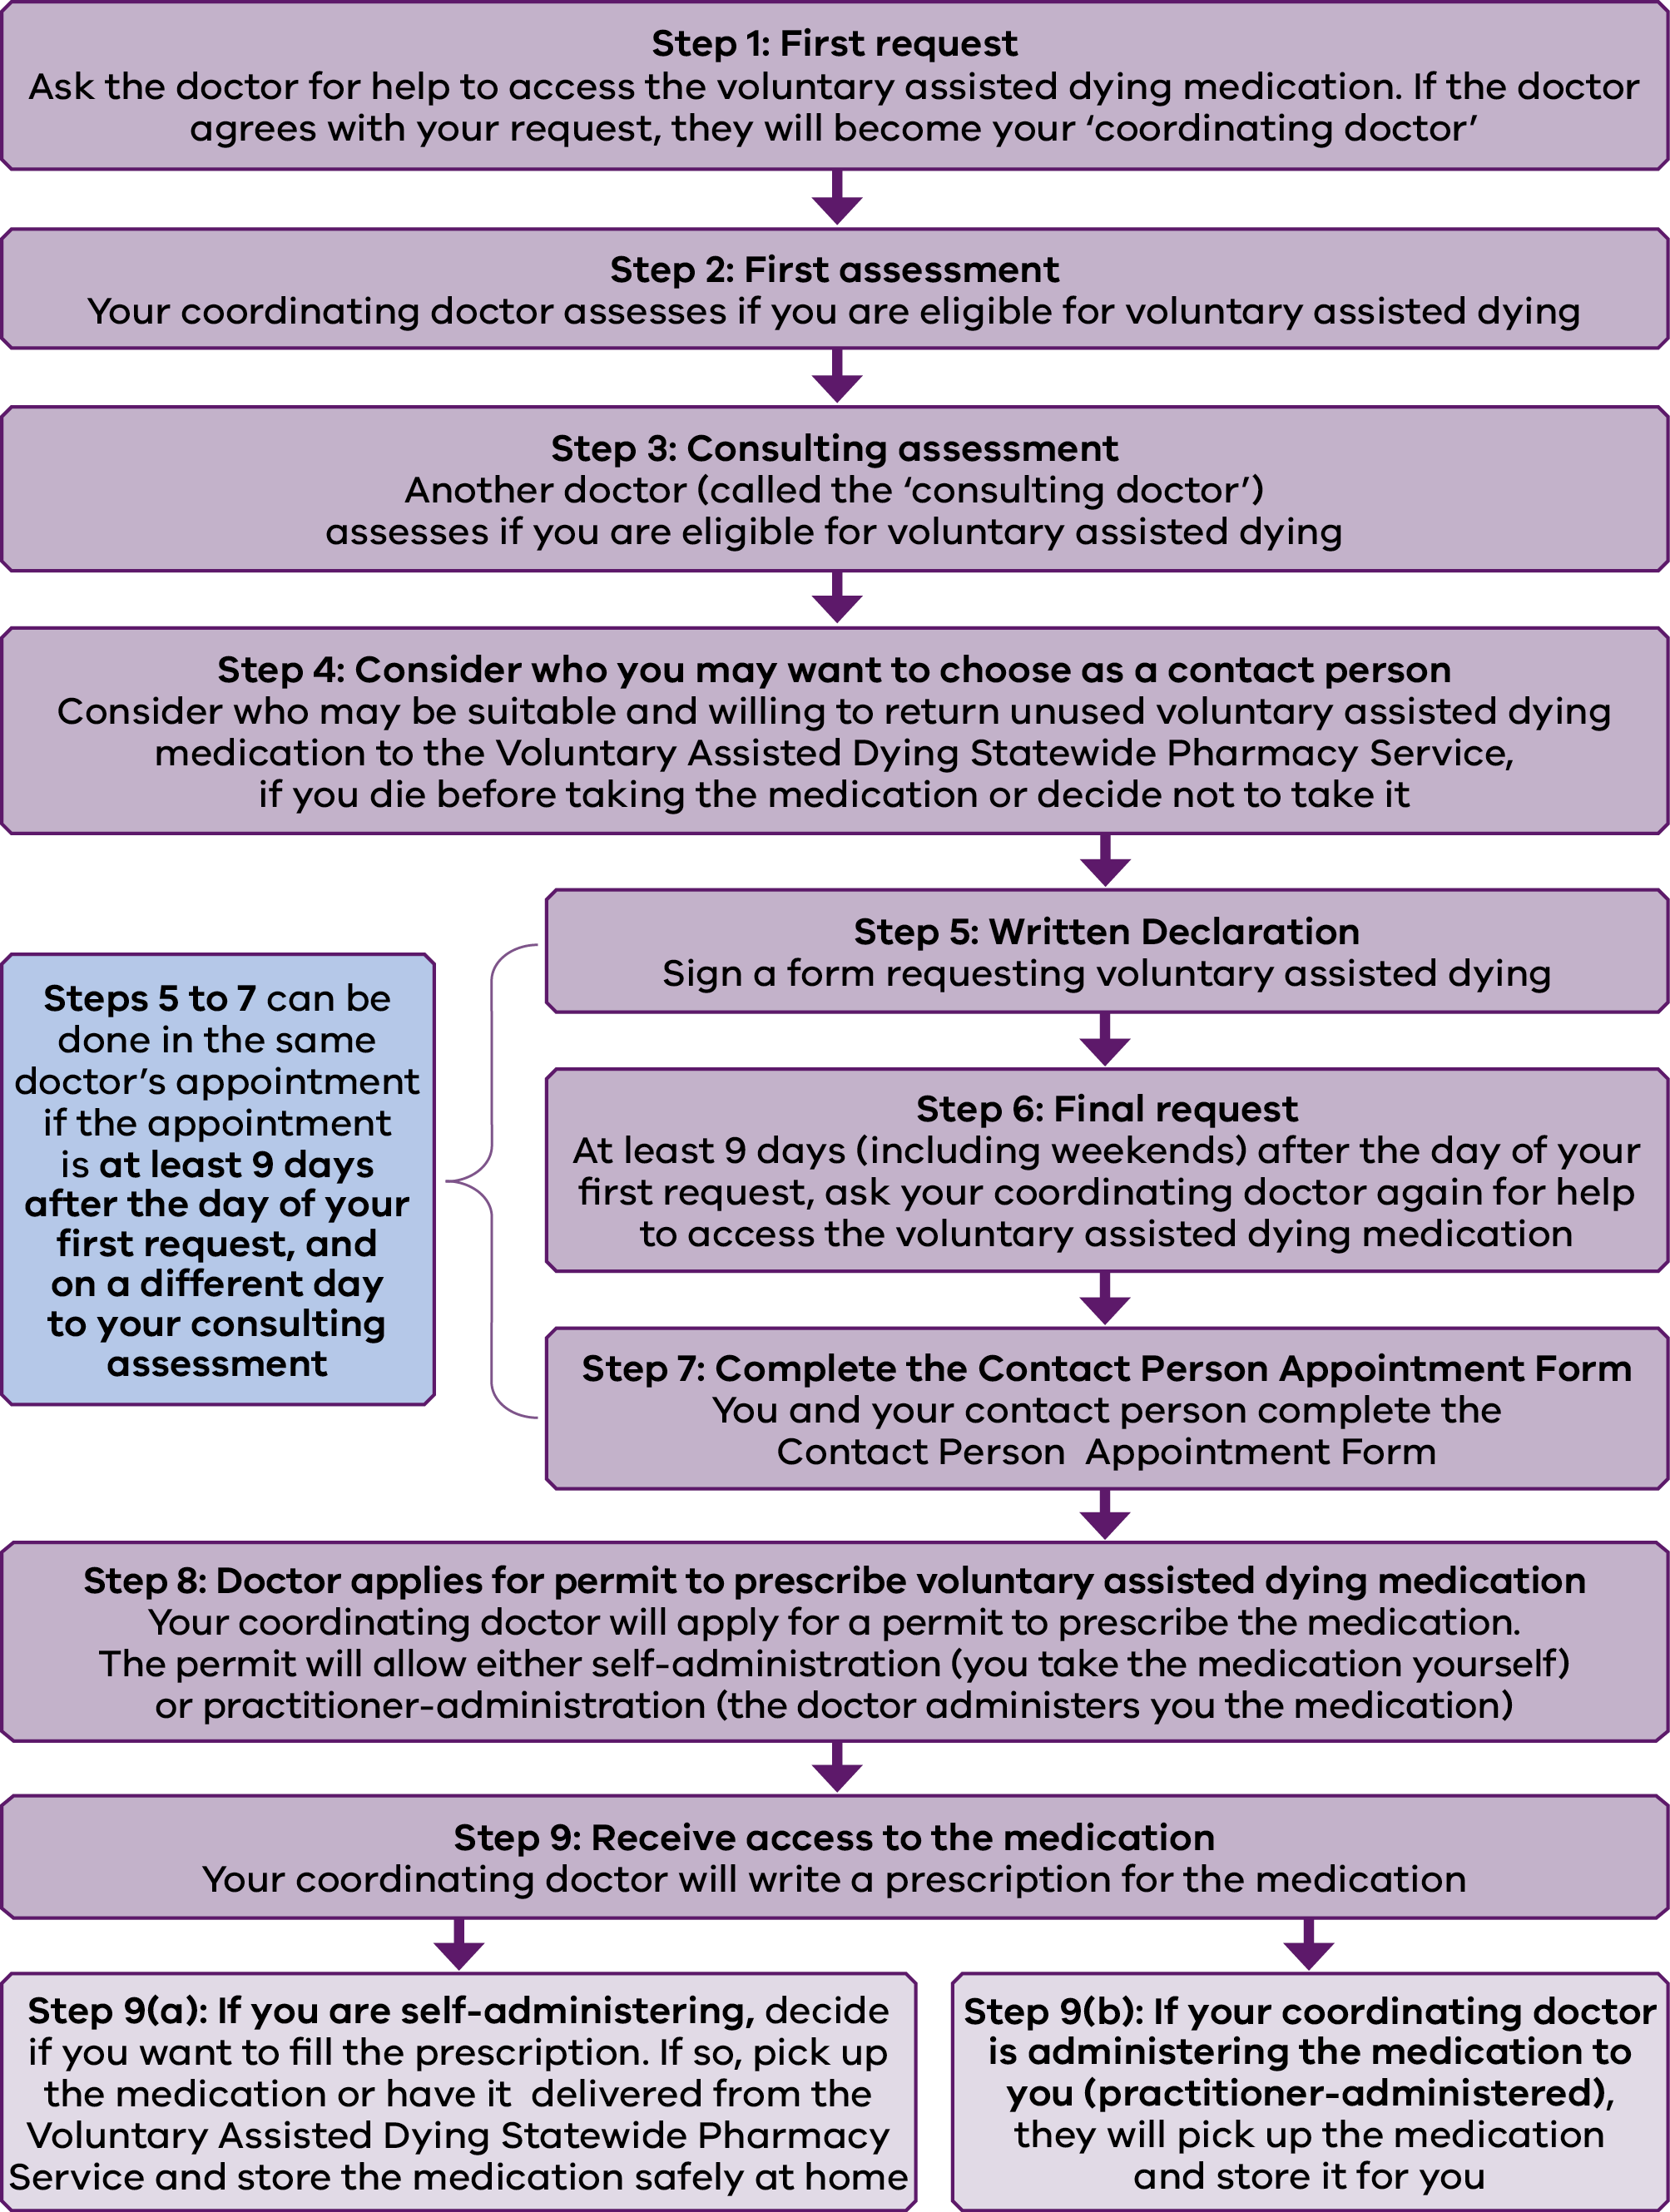 Step 1: First request
Ask the doctor for help to access the voluntary assisted dying medication. If the doctor
agrees with your request, they will become your ‘coordinating doctor’
Step 2: First assessment
Your coordinating doctor assesses if you are eligible for voluntary assisted dying
Step 3: Consulting assessment
Another doctor (called the ‘consulting doctor’)
assesses if you are eligible for voluntary assisted dying
Step 4: Consider who you may want to choose as a contact person
Consider who may be suitable and willing to return unused voluntary assisted dying
medication to the Voluntary Assisted Dying Statewide Pharmacy Service,
if you die before taking the medication or decide not to take it
Steps 5 to 7 can be
done in the same
doctor’s appointment
if the appointment
is at least 9 days
after the day of your
first request, and
on a different day
to your consulting
assessment
Step 5: Written Declaration
Sign a form requesting voluntary assisted dying
Step 6: Final request
At least 9 days (including weekends) after the day of your
first request, ask your coordinating doctor again for help
to access the voluntary assisted dying medication
Step 7: Complete the Contact Person Appointment Form
You and your contact person complete the
Contact Person Appointment Form
Step 8: Doctor applies for permit to prescribe voluntary assisted dying medication
Your coordinating doctor will apply for a permit to prescribe the medication.
The permit will allow either self-administration (you take the medication yourself)
or practitioner-administration (the doctor administers you the medication)
Step 9: Receive access to the medication
Your coordinating doctor will write a prescription for the medication
Step 9(a): If you are self-administering, decide
if you want to fill the prescription. If so, pick up
the medication or have it delivered from the
Voluntary Assisted Dying Statewide Pharmacy
Service and store the medication safely at home
Step 9(b): If your coordinating doctor
is administering the medication to
you (practitioner-administered),
they will pick up the medication
and store it for you